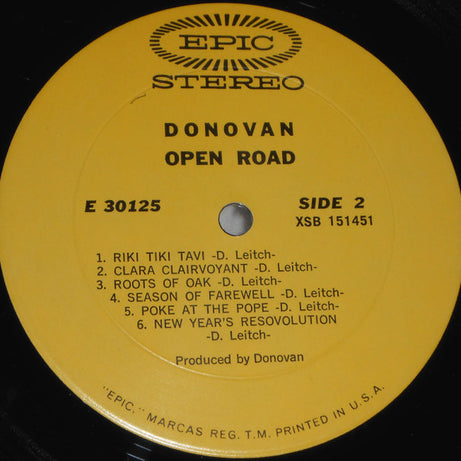 EPIC
STEREO
DONOVAN
OPEN ROAD
E 30125
SIDE 2
XSB 151451
1. RIKI TIKI TAVI -D. Leitch-
2. CLARA CLAIRVOYANT -D. Leitch-
3. ROOTS OF OAK -D. Leitch-
4. SEASON OF FAREWELL -D. Leitch-
5. POKE AT THE POPE -D. Leitch-
6. NEW YEAR'S RESOVOLUTION
-D. Leitch-
Produced by Donovan
"EPIC," MARCAS REG. T.M. PRINTED IN U.S.A.